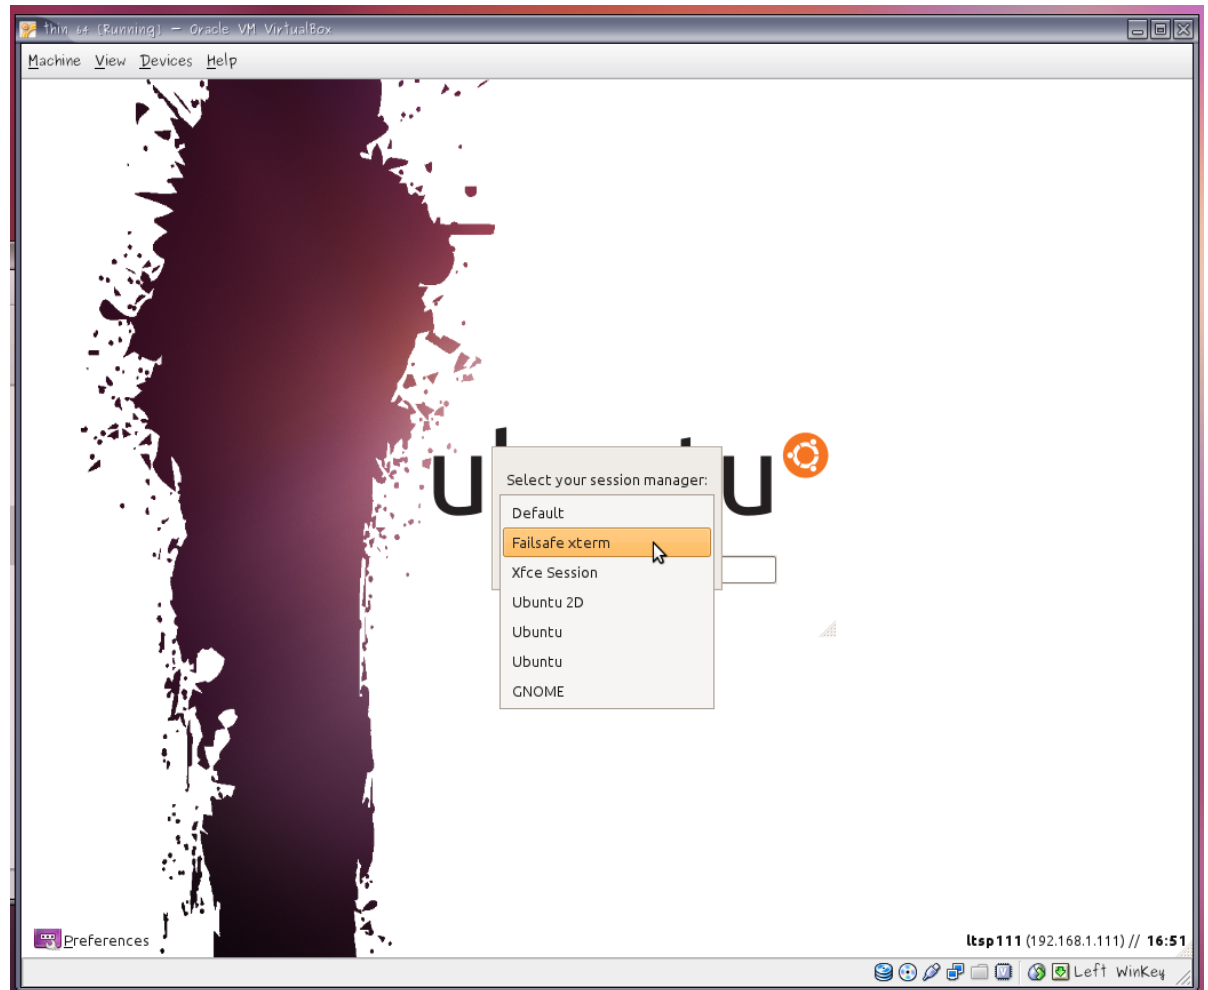 thin 64 [Running] - Oracle VM VirtualBox
Machine View Devices Help
Select your session manager:
Default
Failsafe xterm
Xfce Session
Ubuntu 2D
Ubuntu
Ubuntu
GNOME
Preferences
ltsp111 (192.168.1.111) // 16:51
Left WinKey